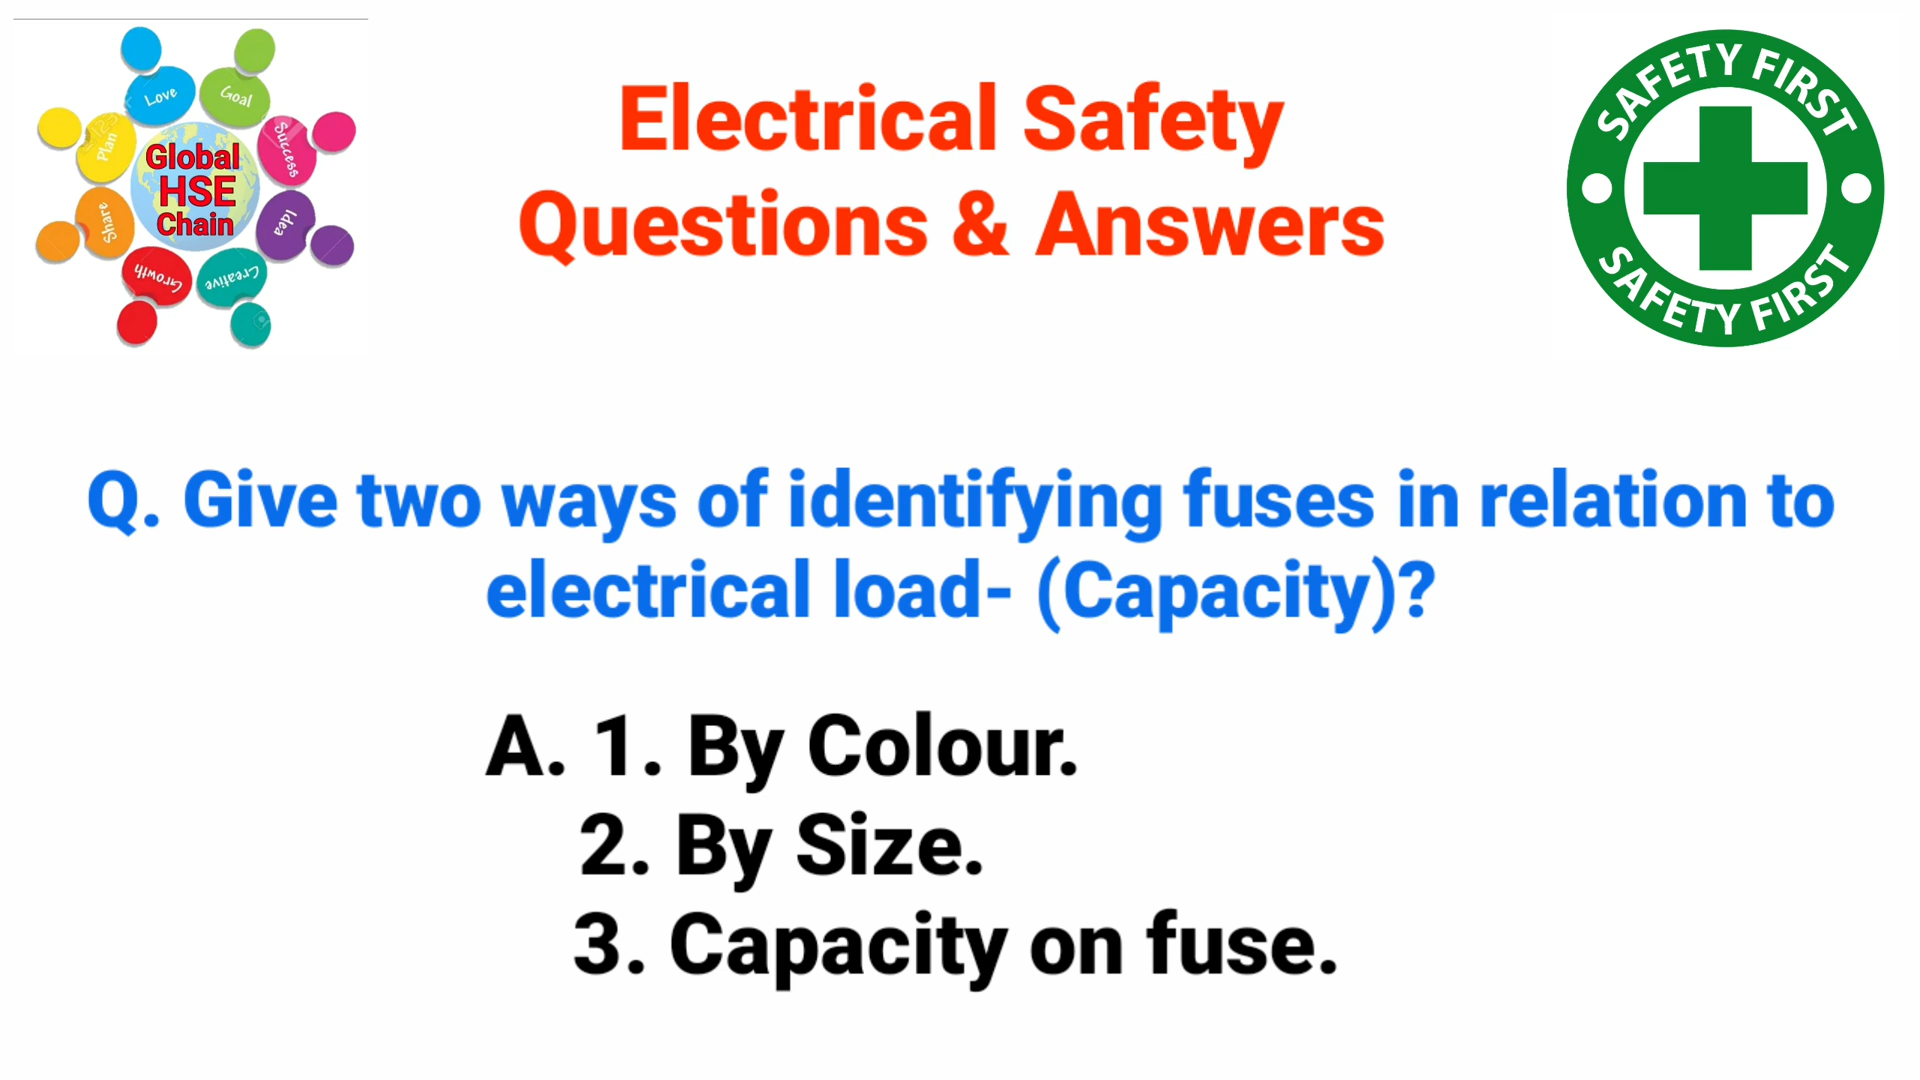 Love
Goal
Plan
Success
Global
HSE
Chain
Share
Idea
Growth
Creative
Electrical Safety
Questions & Answers
SAFETY FIRST
SAFETY FIRST
Q. Give two ways of identifying fuses in relation to
electrical load- (Capacity)?
A. 1. By Colour.
2. By Size.
3. Capacity on fuse.